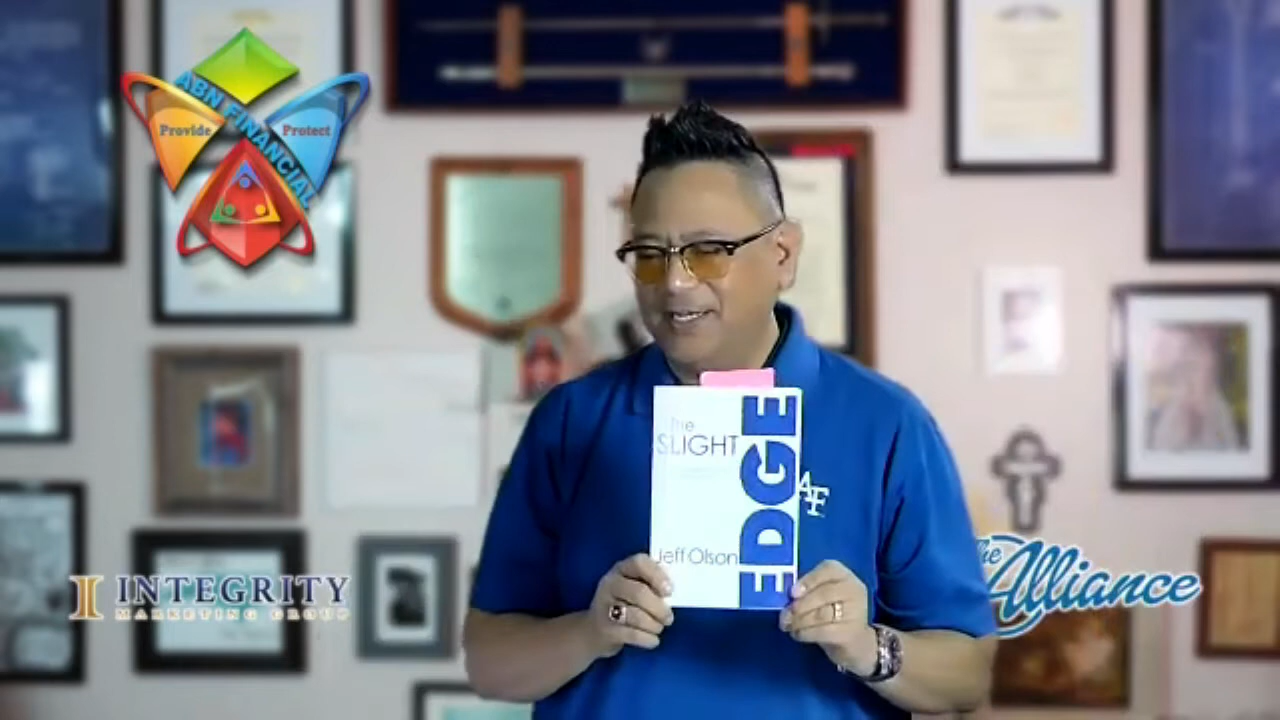 ABN FINANCIAL
Provide
Protect
The
SLIGHT
EDGE
Jeff Olson
AF
INTEGRITY
MARKETING GROUP
The
Alliance